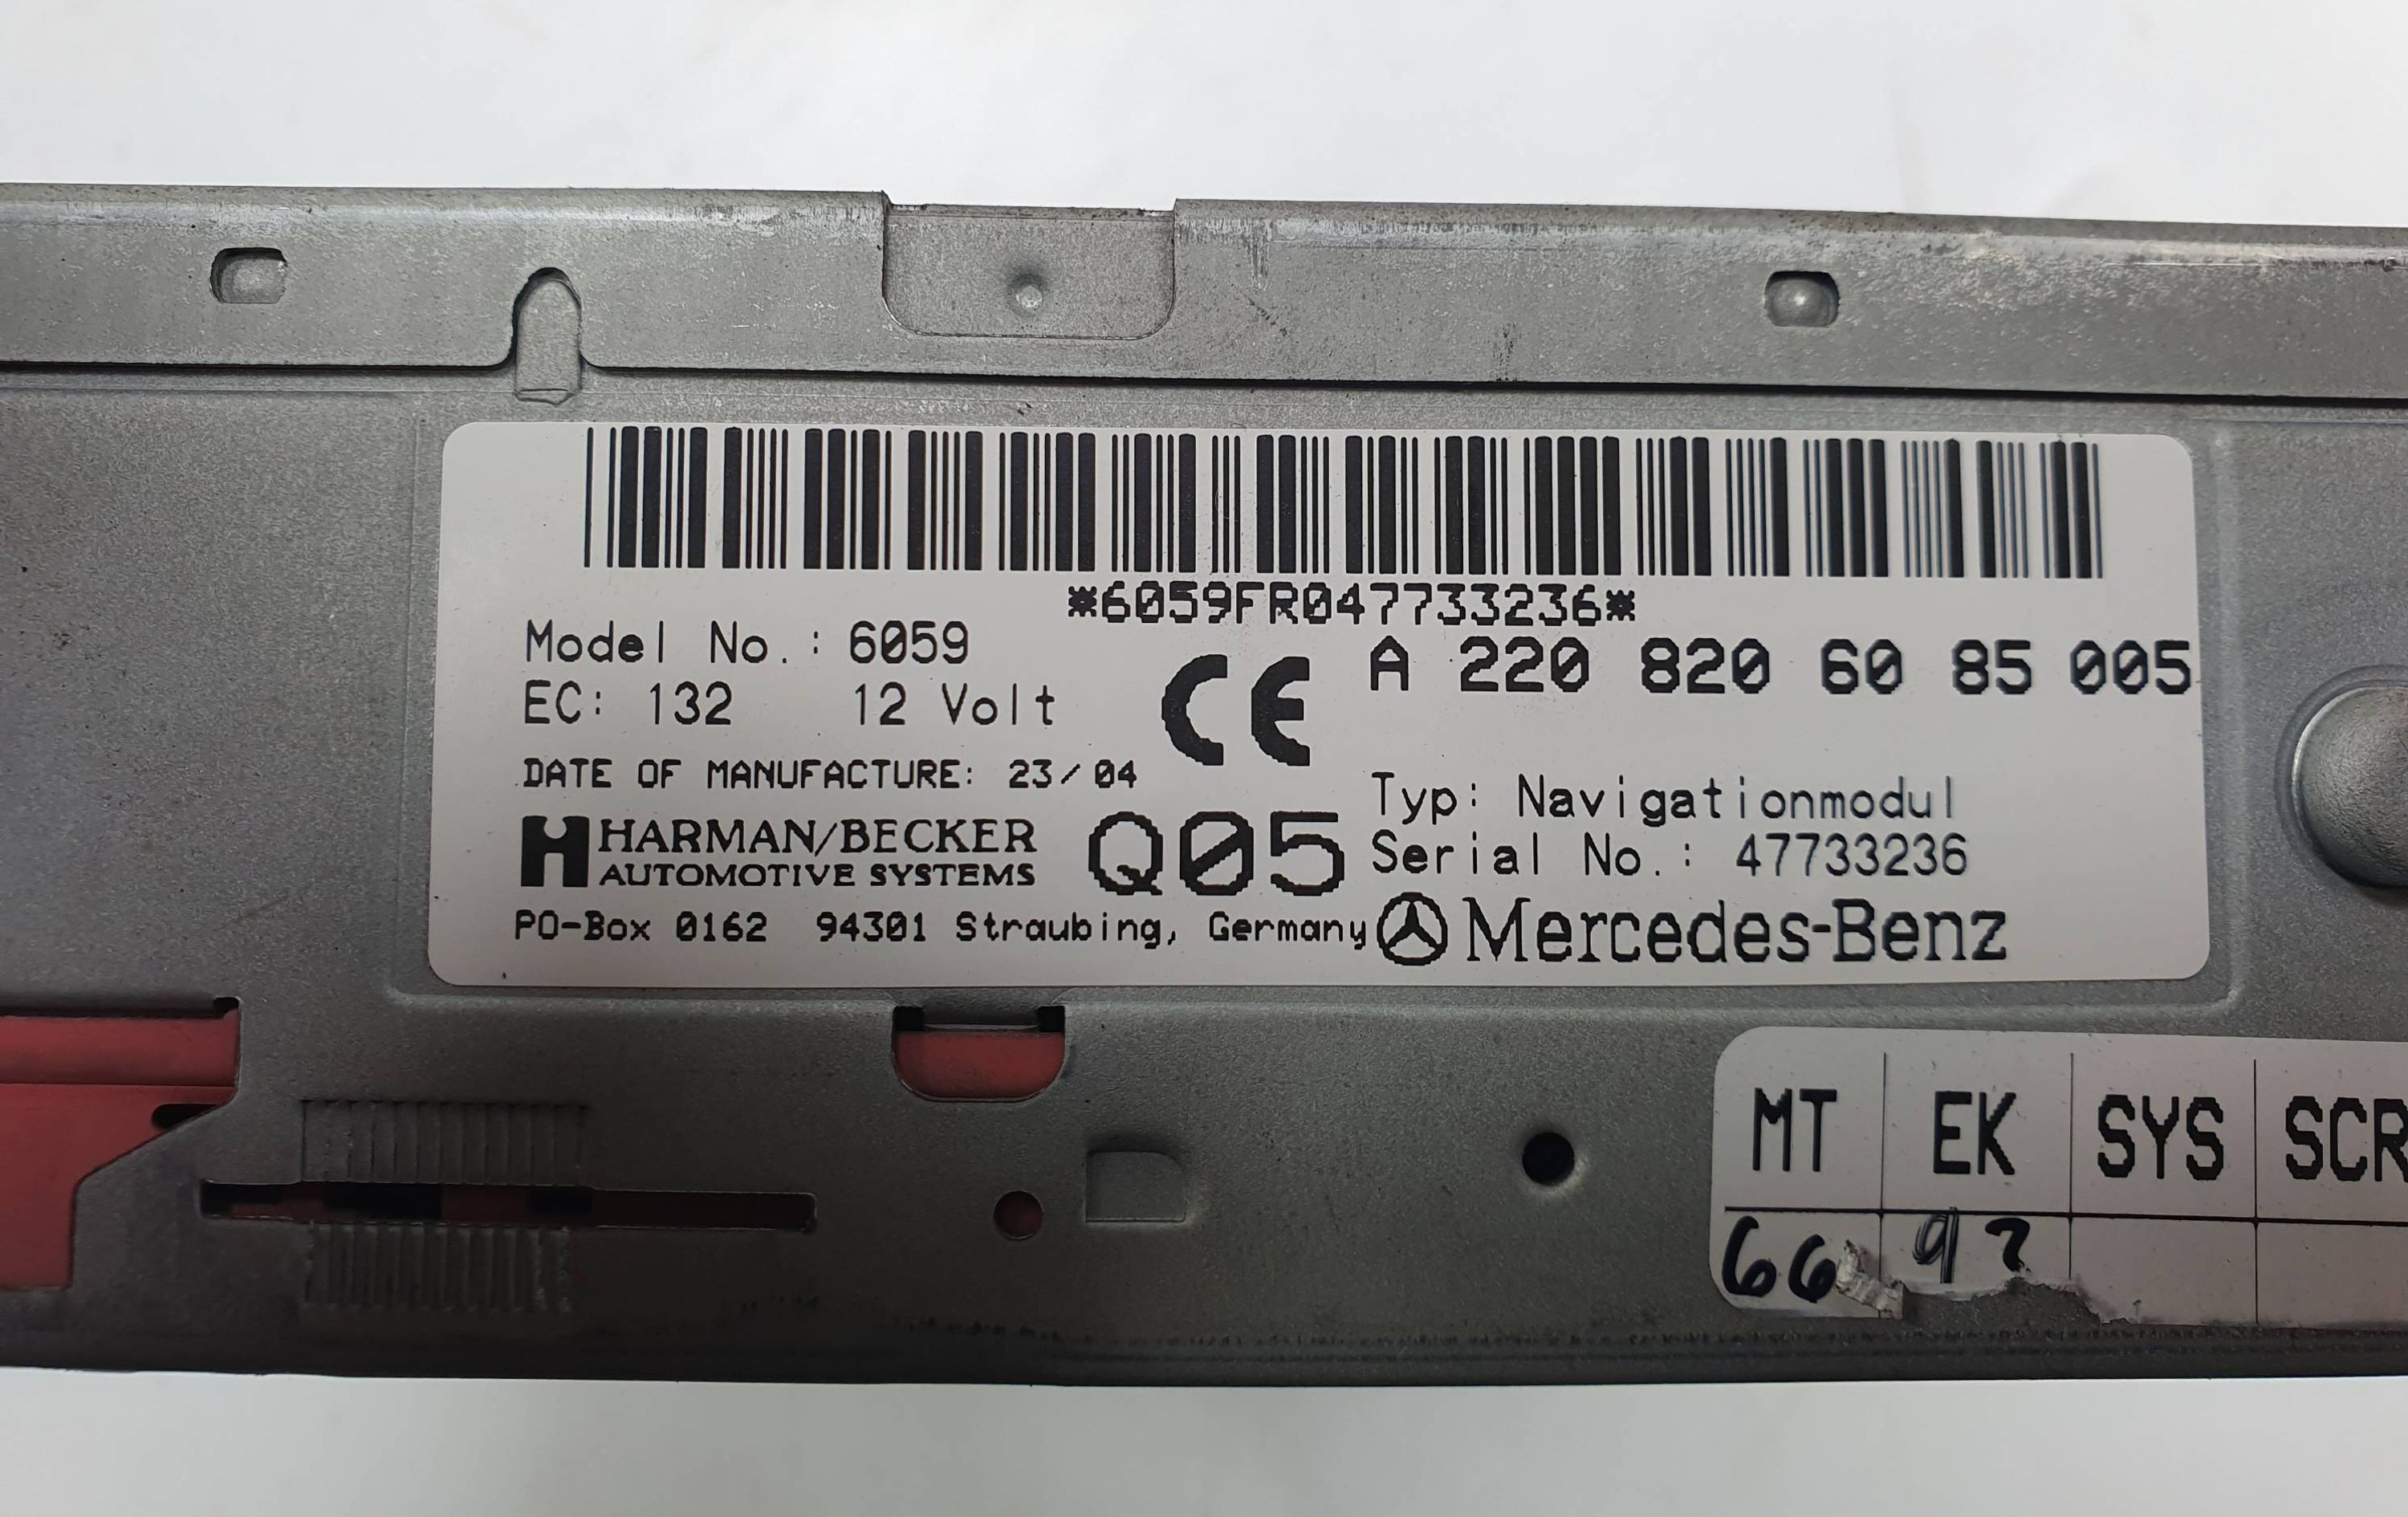 *6059FR047733236*
Model No.: 6059
A 220 820 60 85 005
EC: 132 12 Volt
CE
DATE OF MANUFACTURE: 23/04
Typ: Navigationmodul
HARMAN/BECKER
AUTOMOTIVE SYSTEMS
Q05
Serial No.: 47733236
PO-Box 0162 94301 Straubing, Germany
Mercedes-Benz
MT EK SYS SCR
66